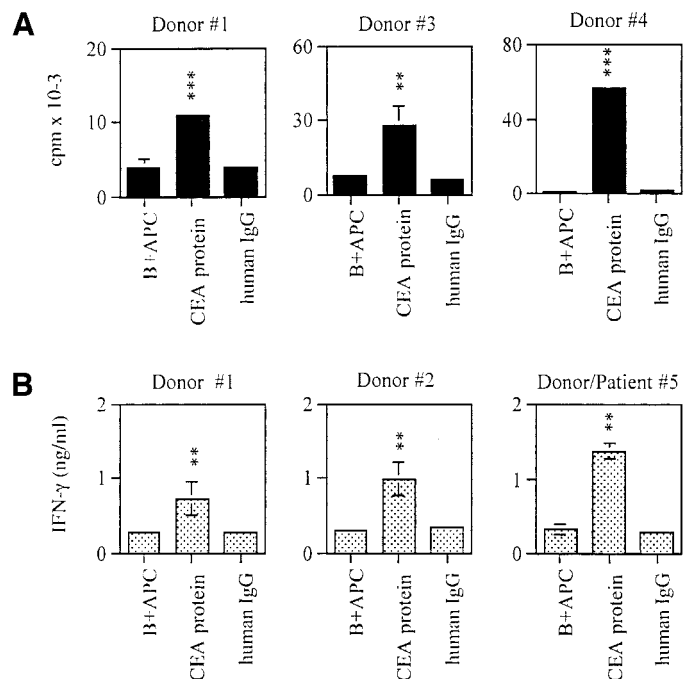 A
Donor #1
Donor #3
Donor #4
cpm x 10-3
20
10
0
***
B+APC
CEA protein
human IgG
60
30
0
**
B+APC
CEA protein
human IgG
80
40
0
***
B+APC
CEA protein
human IgG
B
Donor #1
Donor #2
Donor/Patient #5
IFN-γ (ng/ml)
2
1
0
**
B+APC
CEA protein
human IgG
2
1
0
**
B+APC
CEA protein
human IgG
2
1
0
**
B+APC
CEA protein
human IgG